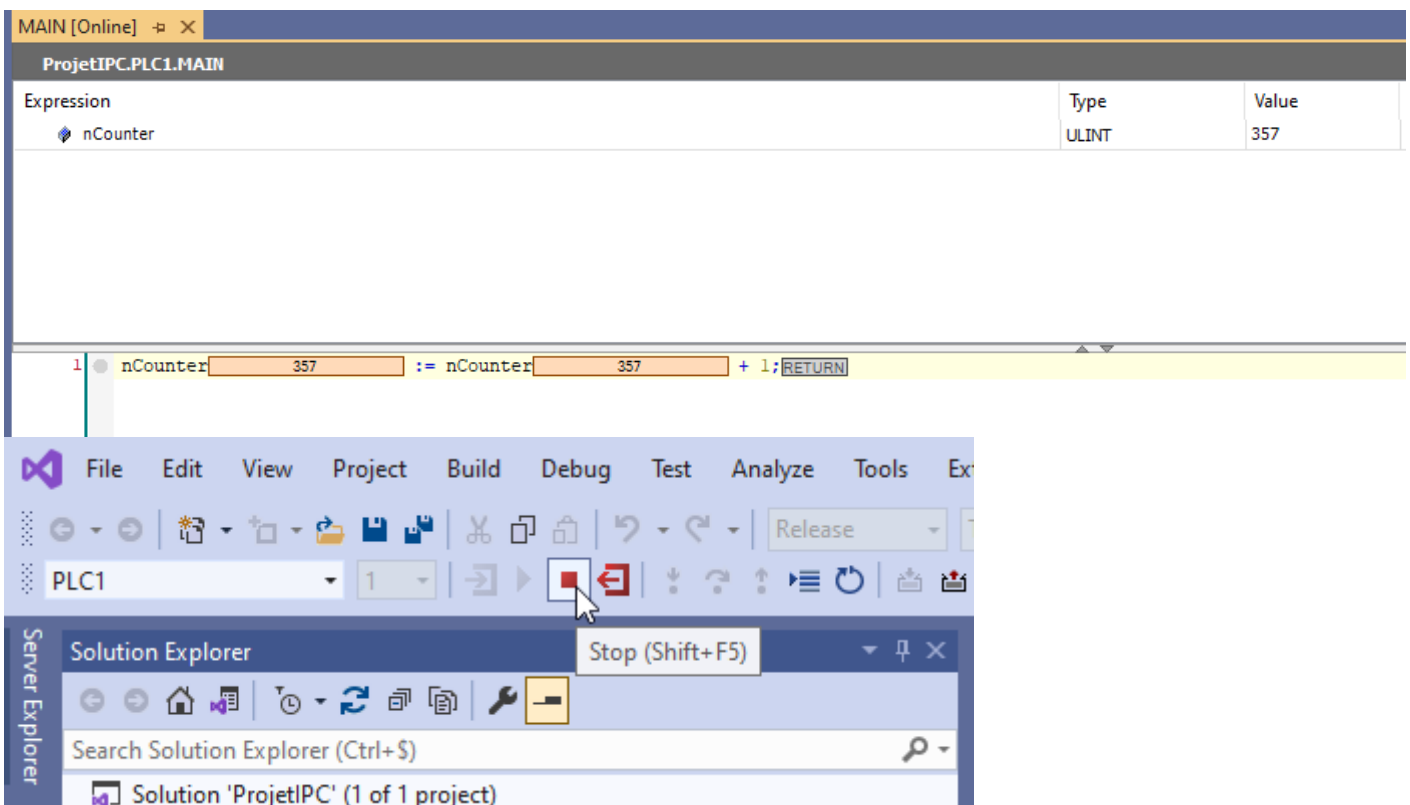 MAIN [Online]
ProjetIPC.PLC1.MAIN
Expression Type Value
nCounter ULINT 357
1 nCounter 357 := nCounter 357 + 1; RETURN
File Edit View Project Build Debug Test Analyze Tools
Release
PLC1 1
Stop (Shift+F5)
Server Explorer
Solution Explorer
Search Solution Explorer (Ctrl+$)
Solution 'ProjetIPC' (1 of 1 project)